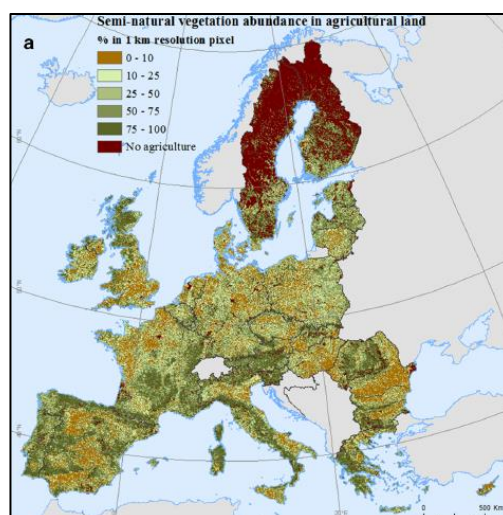 Semi-natural vegetation abundance in agricultural land
a
% in 1 km resolution pixel
0 - 10
10 - 25
25 - 50
50 - 75
75 - 100
No agriculture
0
500 Km